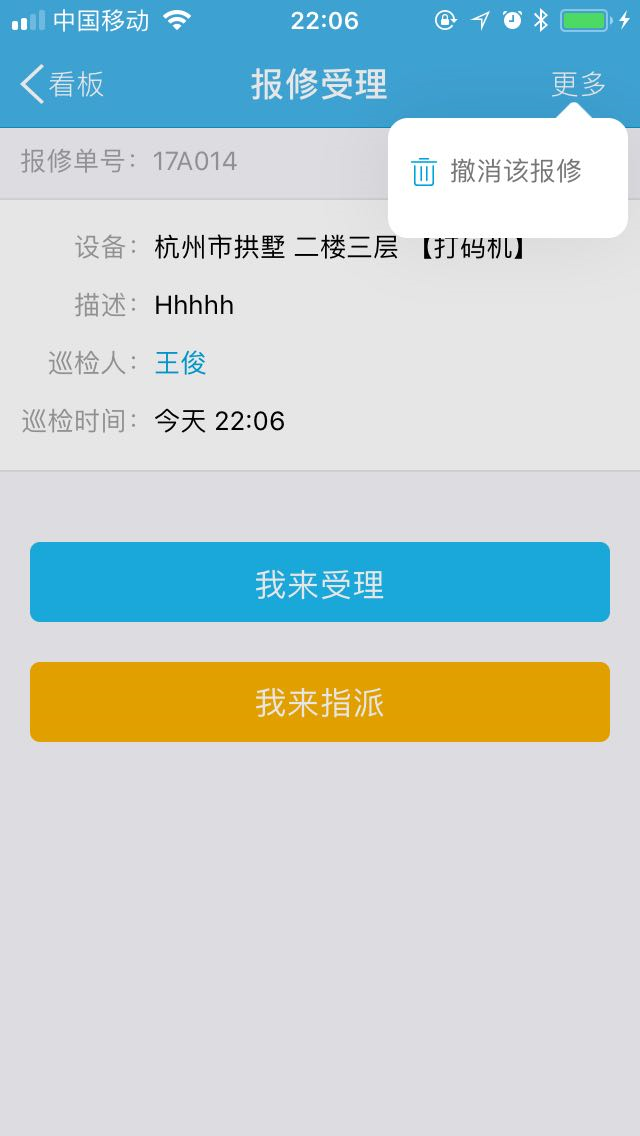 中国移动 22:06
看板 报修受理 更多
撤消该报修
报修单号： 17A014
设备： 杭州市拱墅 二楼三层 【打码机】
描述： Hhhhh
巡检人： 王俊
巡检时间： 今天 22:06
我来受理
我来指派